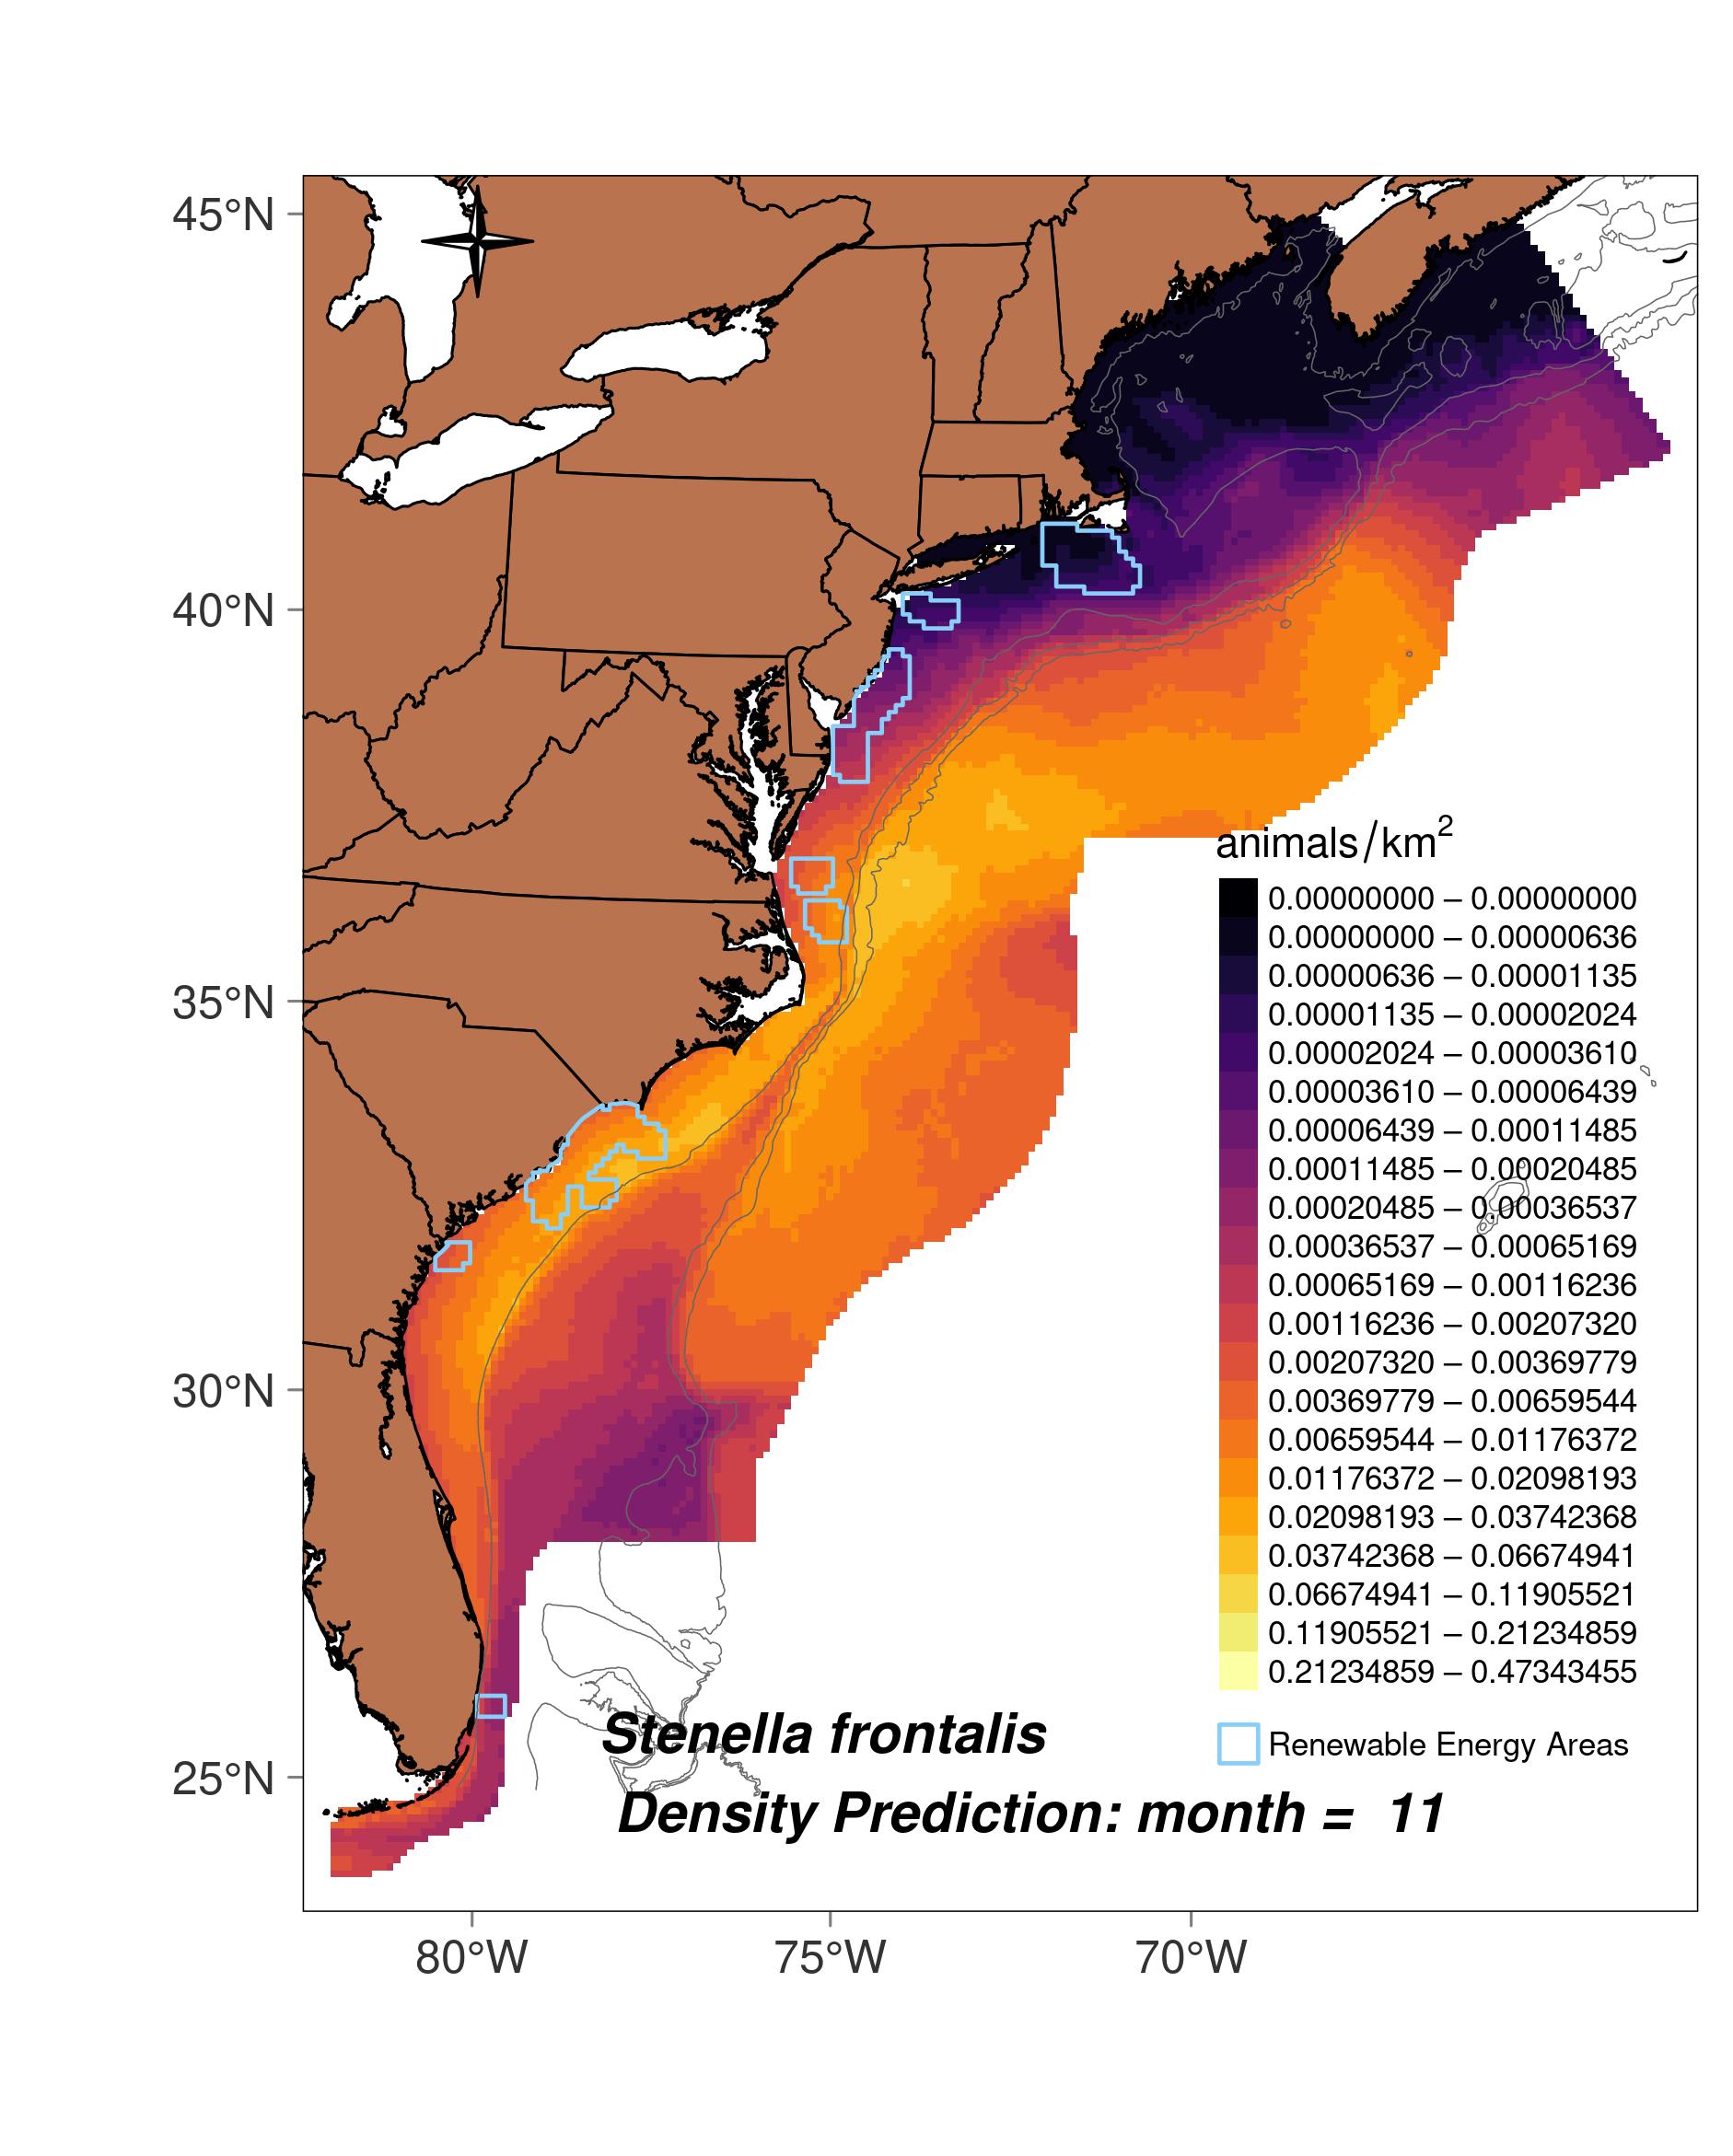 45°N
40°N
35°N
30°N
25°N
80°W
75°W
70°W
animals/km²
0.00000000 – 0.00000000
0.00000000 – 0.00000636
0.00000636 – 0.00001135
0.00001135 – 0.00002024
0.00002024 – 0.00003610
0.00003610 – 0.00006439
0.00006439 – 0.00011485
0.00011485 – 0.00020485
0.00020485 – 0.00036537
0.00036537 – 0.00065169
0.00065169 – 0.00116236
0.00116236 – 0.00207320
0.00207320 – 0.00369779
0.00369779 – 0.00659544
0.00659544 – 0.01176372
0.01176372 – 0.02098193
0.02098193 – 0.03742368
0.03742368 – 0.06674941
0.06674941 – 0.11905521
0.11905521 – 0.21234859
0.21234859 – 0.47343455
Renewable Energy Areas
Stenella frontalis
Density Prediction: month = 11